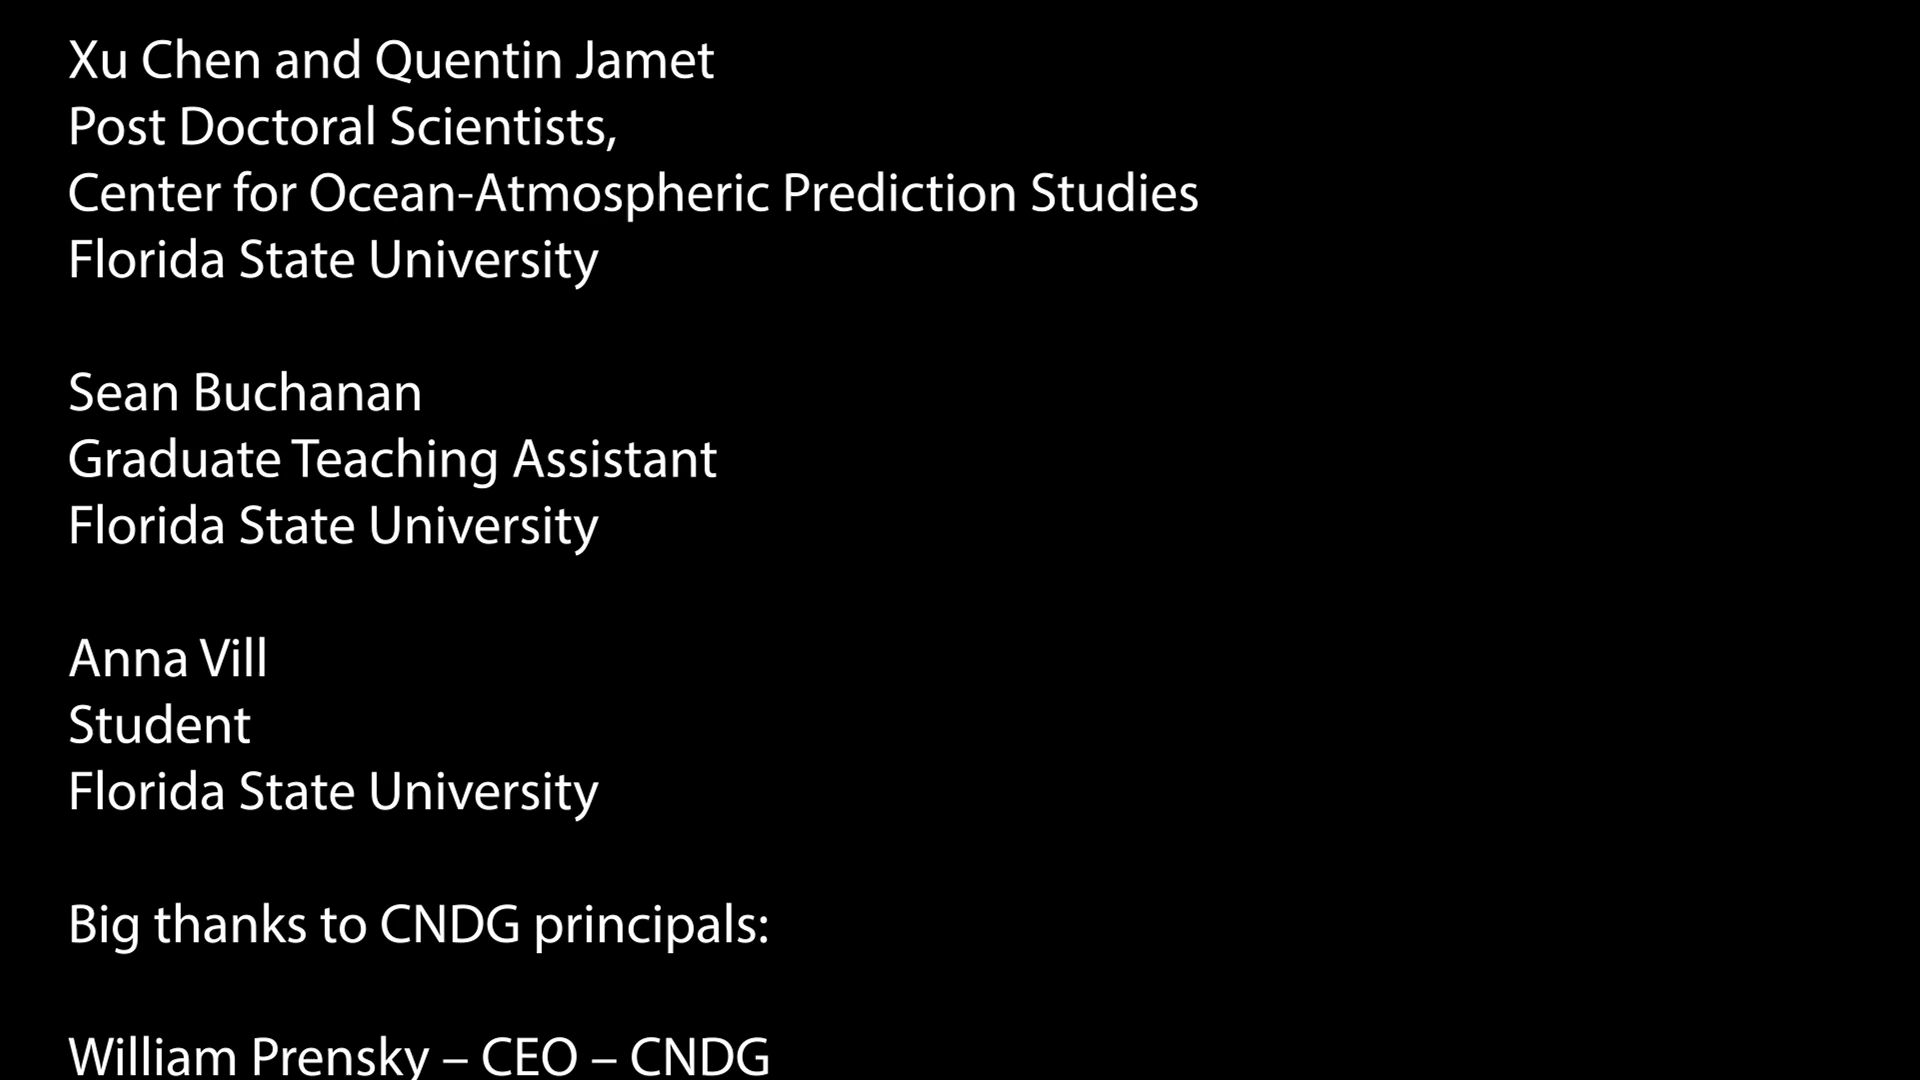 Xu Chen and Quentin Jamet
Post Doctoral Scientists,
Center for Ocean-Atmospheric Prediction Studies
Florida State University
Sean Buchanan
Graduate Teaching Assistant
Florida State University
Anna Vill
Student
Florida State University
Big thanks to CNDG principals:
William Prensky – CEO – CNDG